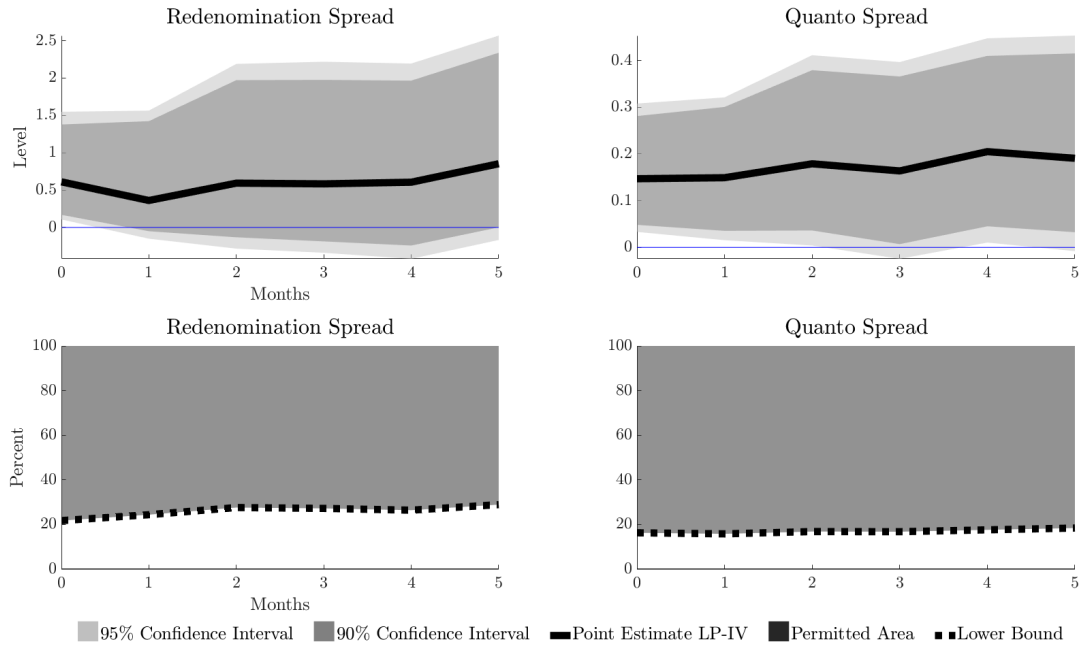 Redenomination Spread
Quanto Spread
2.5
2
1.5
1
0.5
0
Level
0 1 2 3 4 5
Months
0.4
0.3
0.2
0.1
0
0 1 2 3 4 5
Redenomination Spread
Quanto Spread
100
80
60
40
20
0
Percent
0 1 2 3 4 5
Months
100
80
60
40
20
0
0 1 2 3 4 5
95% Confidence Interval 90% Confidence Interval Point Estimate LP-IV Permitted Area Lower Bound